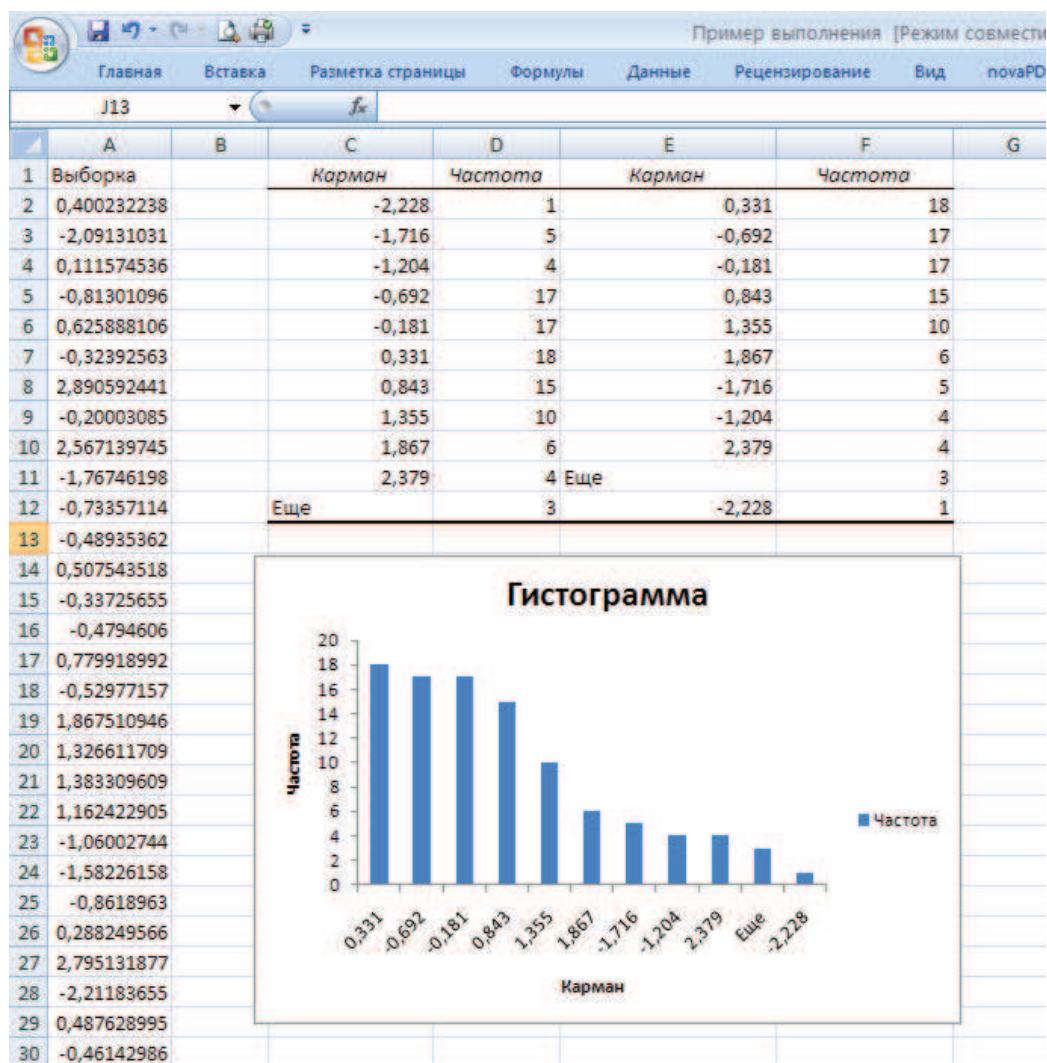 Пример выполнения [Режим совмести
Главная Вставка Разметка страницы Формулы Данные Рецензирование Вид novaPD
J13 fx
A B C D E F G
1 Выборка Карман Частота Карман Частота
2 0,400232238 -2,228 1 0,331 18
3 -2,09131031 -1,716 5 -0,692 17
4 0,111574536 -1,204 4 -0,181 17
5 -0,81301096 -0,692 17 0,843 15
6 0,625888106 -0,181 17 1,355 10
7 -0,32392563 0,331 18 1,867 6
8 2,890592441 0,843 15 -1,716 5
9 -0,20003085 1,355 10 -1,204 4
10 2,567139745 1,867 6 2,379 4
11 -1,76746198 2,379 4 Еще 3
12 -0,73357114 Еще 3 -2,228 1
13 -0,48935362
14 0,507543518
15 -0,33725655
16 -0,4794606
17 0,779918992
18 -0,52977157
19 1,867510946
20 1,326611709
21 1,383309609
22 1,162422905
23 -1,06002744
24 -1,58226158
25 -0,8618963
26 0,288249566
27 2,795131877
28 -2,21183655
29 0,487628995
30 -0,46142986
Гистограмма
20
18
16
14
12
10
8
6
4
2
0
Частота
0,331 -0,692 -0,181 0,843 1,355 1,867 -1,716 -1,204 2,379 Еще -2,228
Карман
Частота